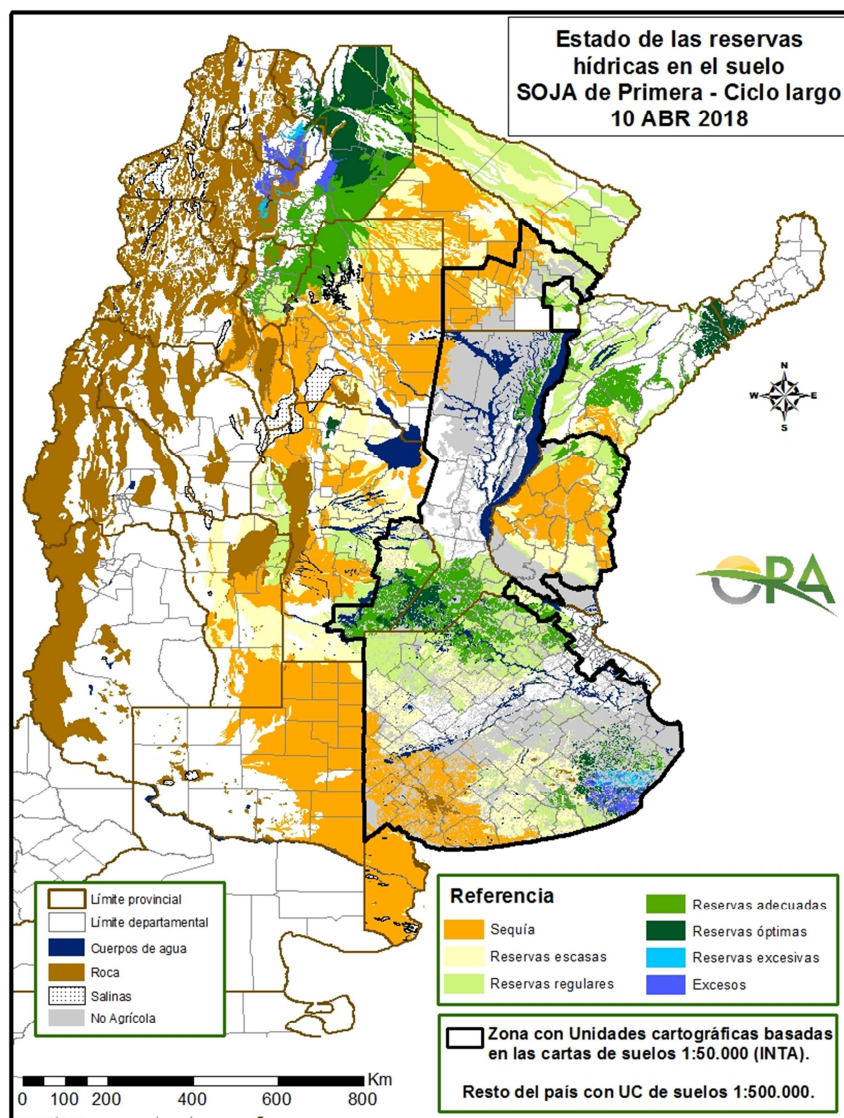 Estado de las reservas
hídricas en el suelo
SOJA de Primera - Ciclo largo
10 ABR 2018
N
W E
S
OPA
Límite provincial
Límite departamental
Cuerpos de agua
Roca
Salinas
No Agrícola
Referencia
Sequía
Reservas escasas
Reservas regulares
Reservas adecuadas
Reservas óptimas
Reservas excesivas
Excesos
Zona con Unidades cartográficas basadas
en las cartas de suelos 1:50.000 (INTA).
Resto del país con UC de suelos 1:500.000.
Km
0 100 200 400 600 800